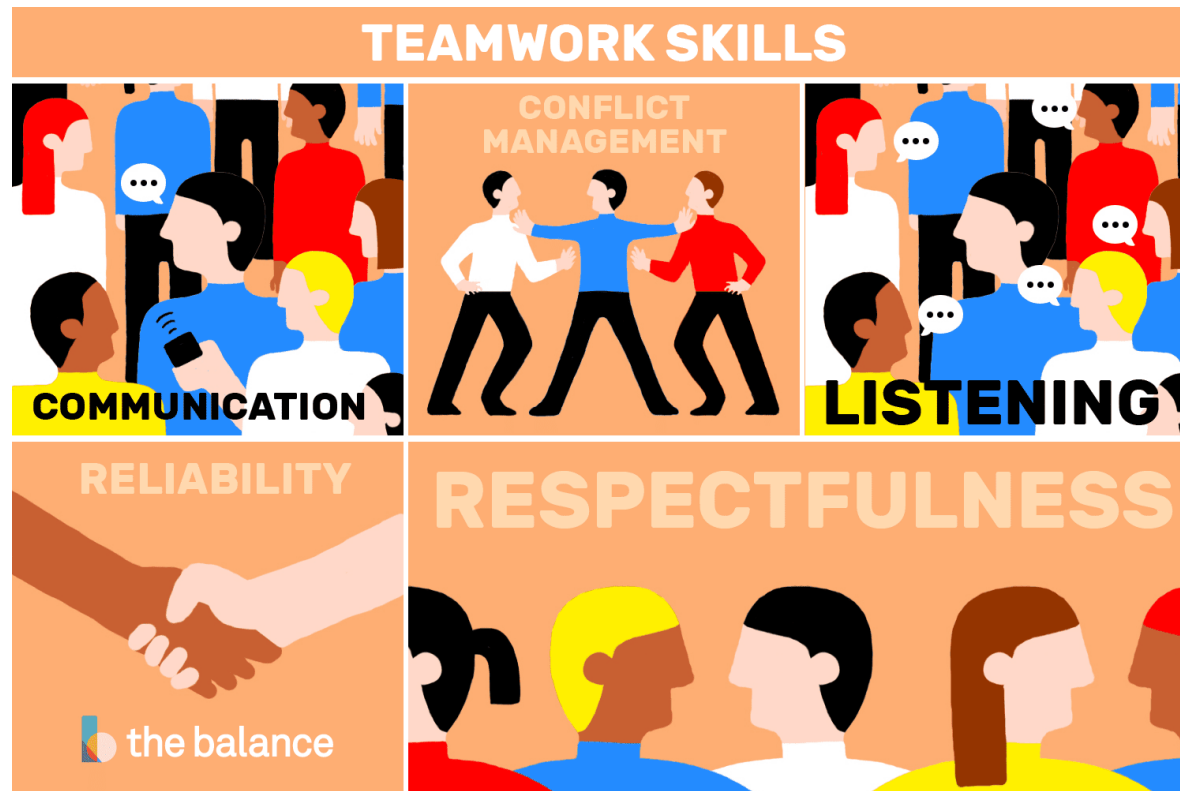 TEAMWORK SKILLS
COMMUNICATION
CONFLICT
MANAGEMENT
LISTENING
RELIABILITY
the balance
RESPECTFULNESS